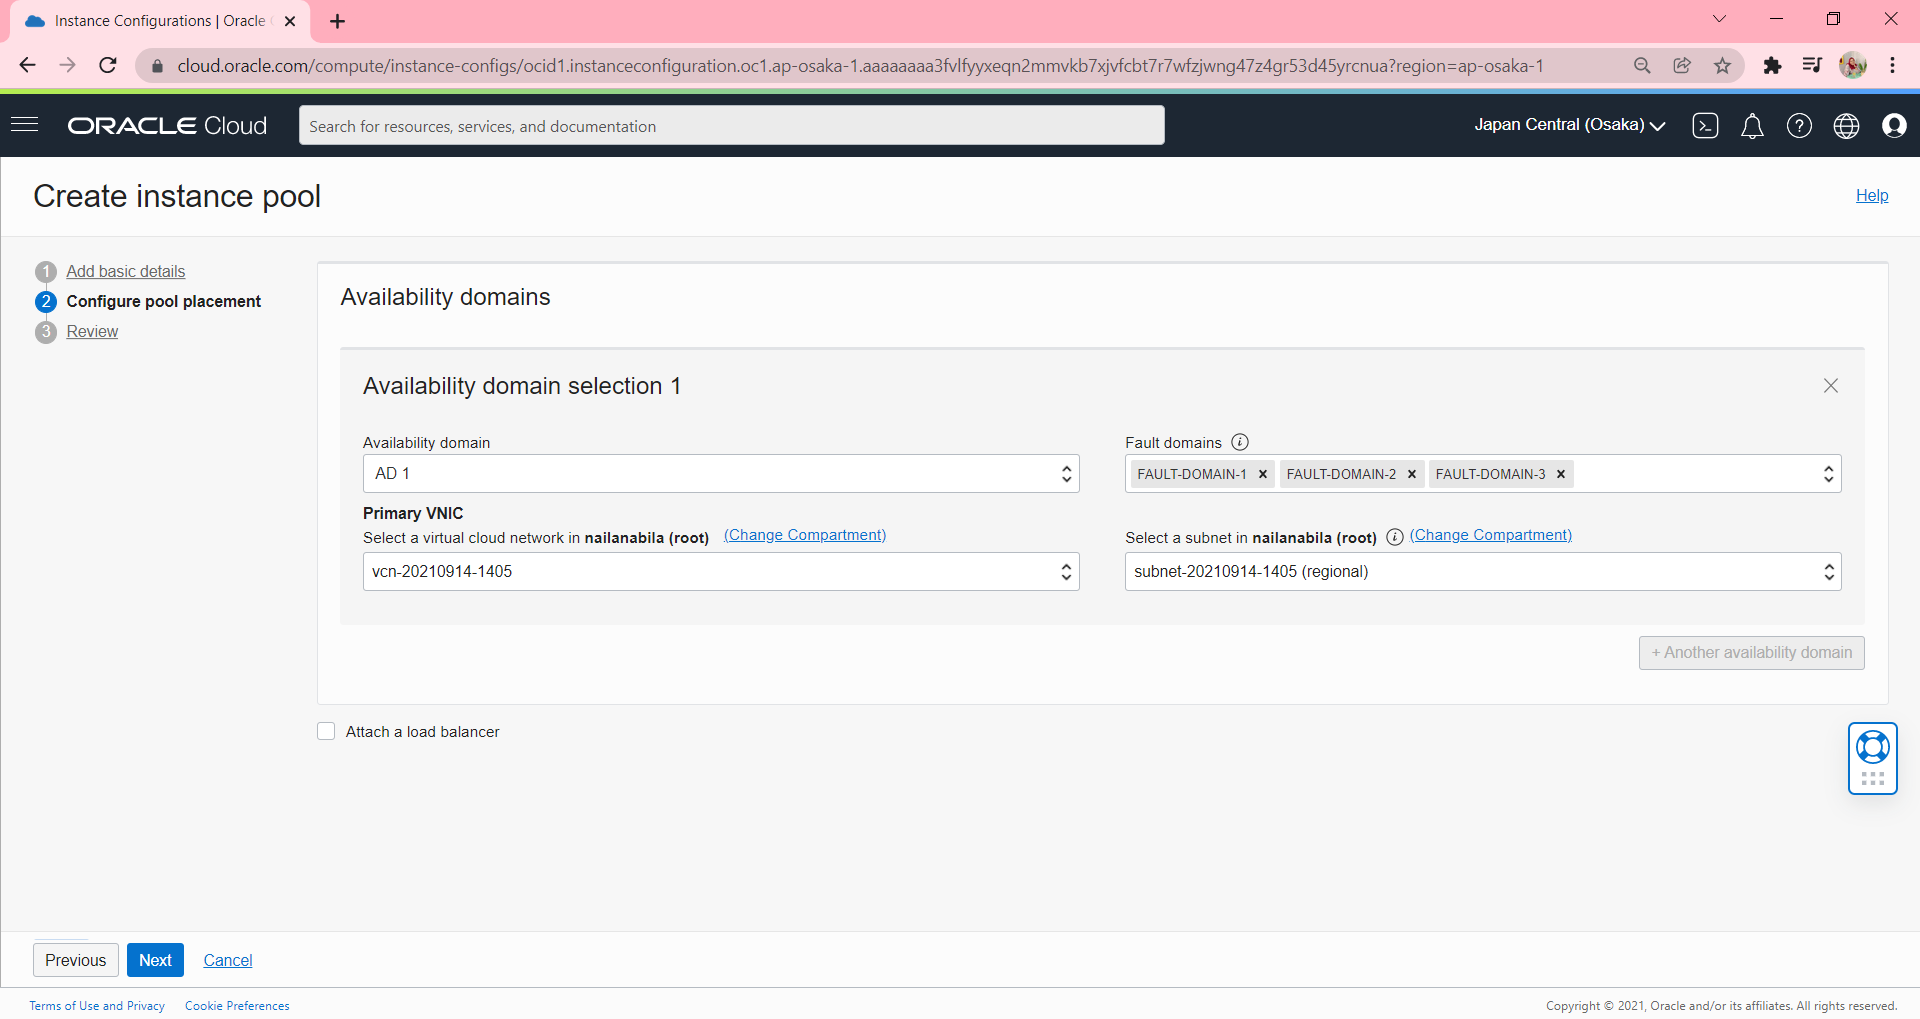 Instance Configurations | Oracle
cloud.oracle.com/compute/instance-configs/ocid1.instanceconfiguration.oc1.ap-osaka-1.aaaaaaaa3fvlfyyxeqn2mmvkb7xjvfcbt7r7wfzjwng47z4gr53d45yrcnua?region=ap-osaka-1
ORACLE Cloud
Search for resources, services, and documentation
Japan Central (Osaka)
Create instance pool
Help
1 Add basic details
2 Configure pool placement
3 Review
Availability domains
Availability domain selection 1
Availability domain
Fault domains
AD 1
FAULT-DOMAIN-1 FAULT-DOMAIN-2 FAULT-DOMAIN-3
Primary VNIC
Select a virtual cloud network in nailanabila (root) (Change Compartment)
Select a subnet in nailanabila (root) (Change Compartment)
vcn-20210914-1405
subnet-20210914-1405 (regional)
+ Another availability domain
Attach a load balancer
Previous
Next
Cancel
Terms of Use and Privacy
Cookie Preferences
Copyright © 2021, Oracle and/or its affiliates. All rights reserved.